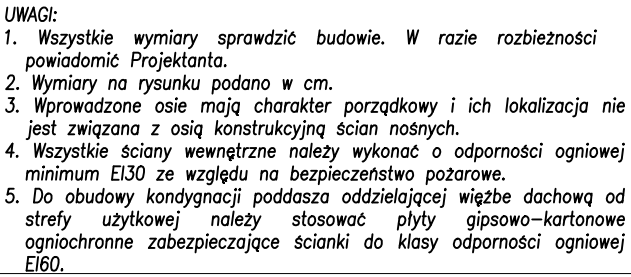 UWAGI:
1. Wszystkie wymiary sprawdzić budowie. W razie rozbieżności
powiadomić Projektanta.
2. Wymiary na rysunku podano w cm.
3. Wprowadzone osie mają charakter porządkowy i ich lokalizacja nie
jest związana z osią konstrukcyjną ścian nośnych.
4. Wszystkie ściany wewnętrzne należy wykonać o odporności ogniowej
minimum EI30 ze względu na bezpieczeństwo pożarowe.
5. Do obudowy kondygnacji poddasza oddzielającej więźbe dachową od
strefy użytkowej należy stosować płyty gipsowo-kartonowe
ogniochronne zabezpieczające ścianki do klasy odporności ogniowej
EI60.